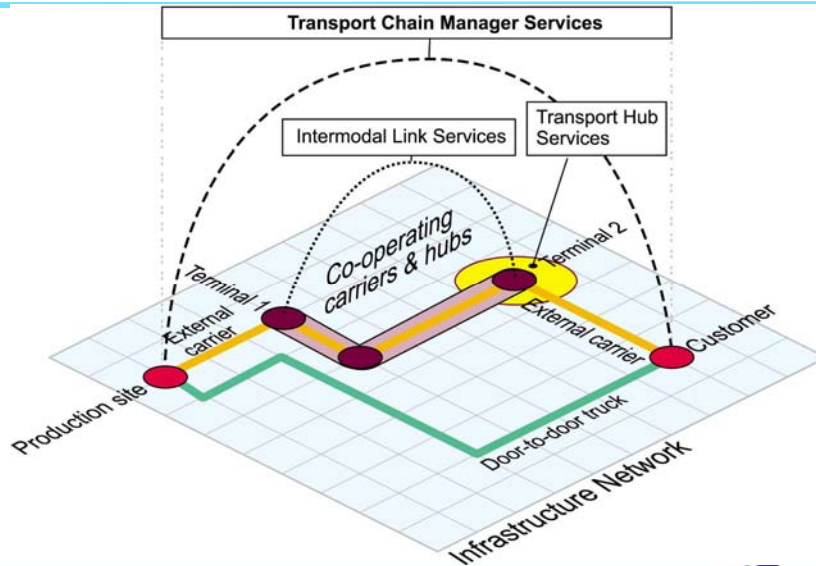 Transport Chain Manager Services
Intermodal Link Services
Transport Hub
Services
Co-operating
carriers & hubs
Terminal 2
Terminal 1
External
carrier
External carrier
Customer
Production site
Door-to-door truck
Infrastructure Network